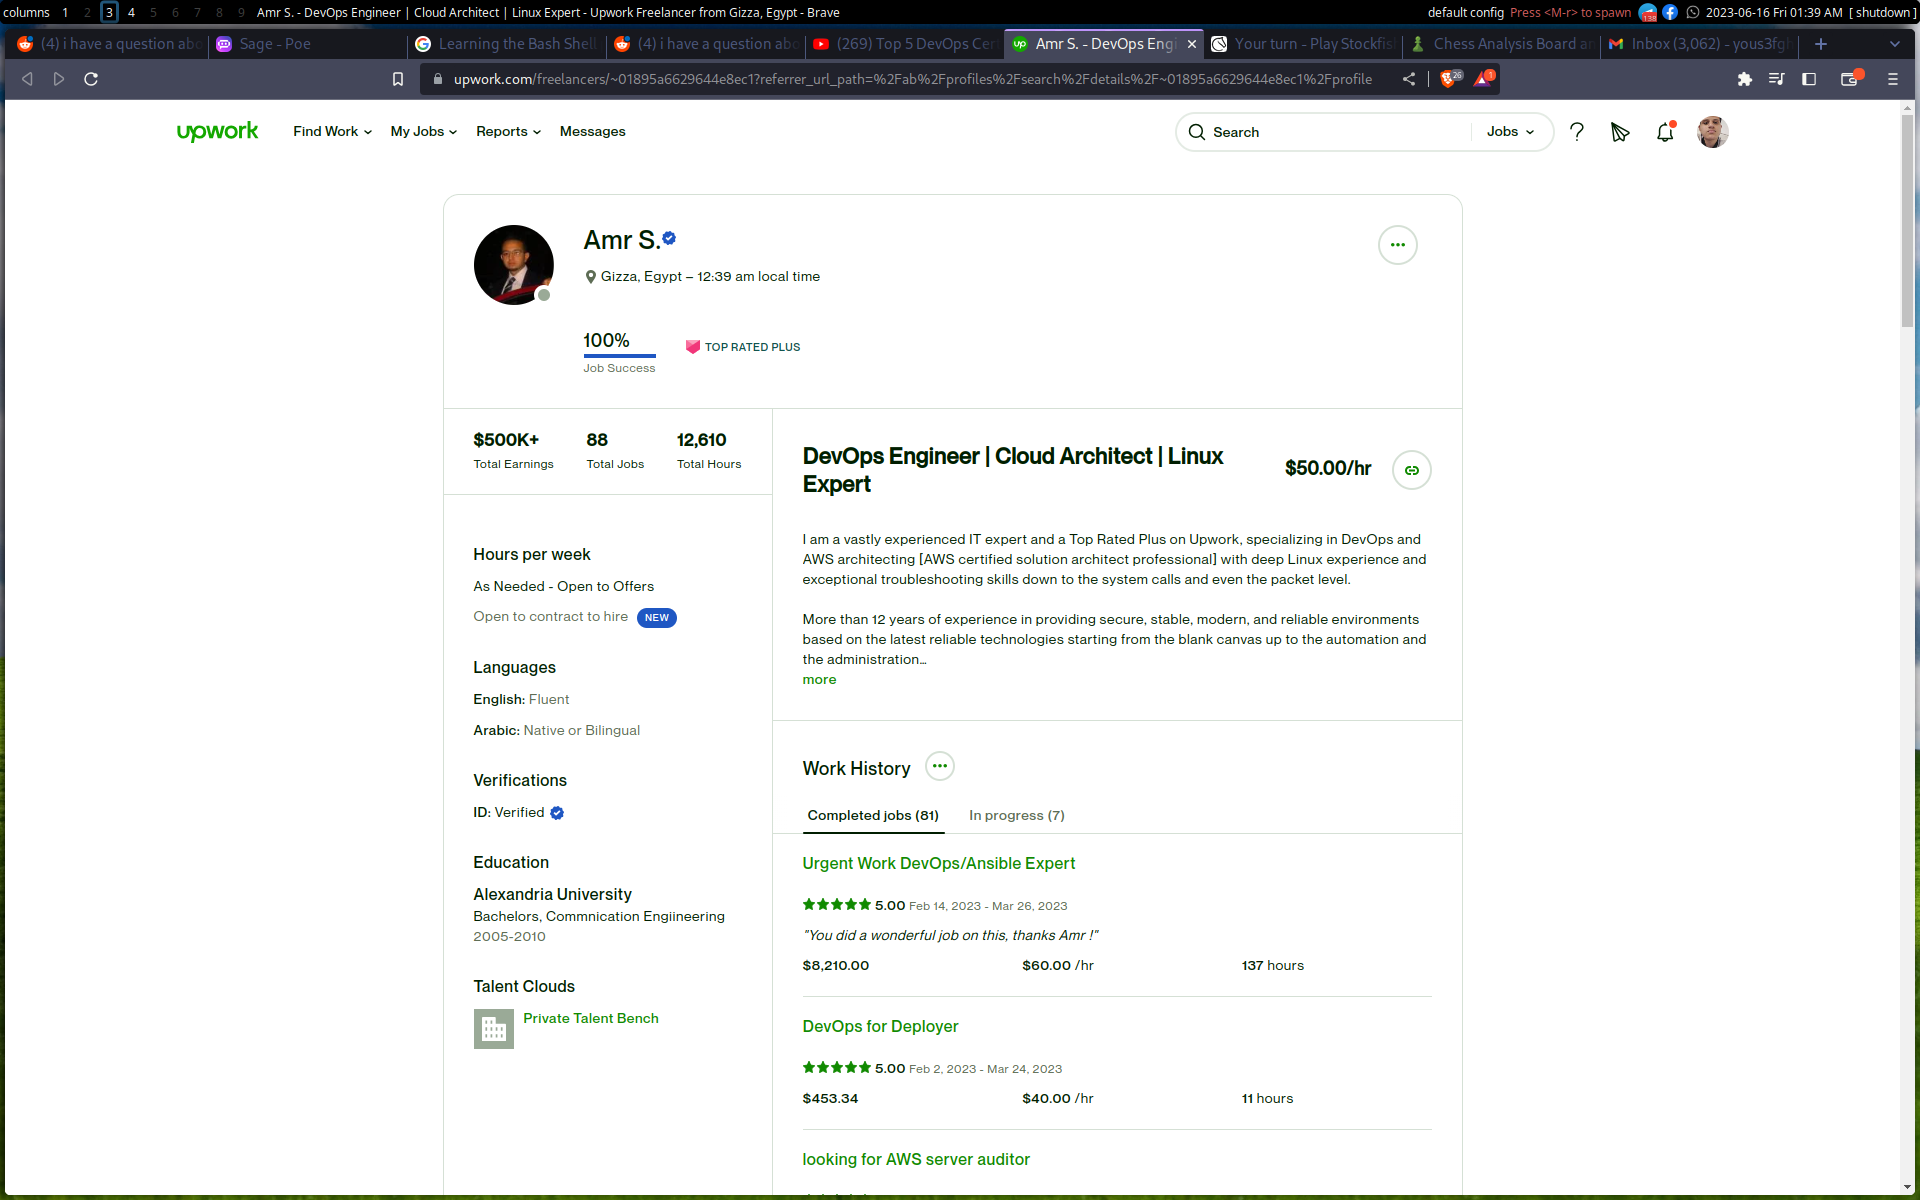 columns 1 2 3 4 5 6 7 8 9 Amr S. - DevOps Engineer | Cloud Architect | Linux Expert - Upwork Freelancer from Gizza, Egypt - Brave default config Press <M-r> to spawn 138 2023-06-16 Fri 01:39 AM [ shutdown ]
(4) i have a question abo Sage - Poe Learning the Bash Shell (4) i have a question abo (269) Top 5 DevOps Cer up Amr S. - DevOps Engi Your turn - Play Stockfis Chess Analysis Board an Inbox (3,062) - yous3fgh
upwork.com/freelancers/~01895a6629644e8ec1?referrer_url_path=%2Fab%2Fprofiles%2Fsearch%2Fdetails%2F~01895a6629644e8ec1%2Fprofile 26 1
upwork Find Work My Jobs Reports Messages Search Jobs
Amr S.
Gizza, Egypt – 12:39 am local time
100%
Job Success
TOP RATED PLUS
$500K+ 88 12,610
Total Earnings Total Jobs Total Hours
Hours per week
As Needed - Open to Offers
Open to contract to hire NEW
Languages
English: Fluent
Arabic: Native or Bilingual
Verifications
ID: Verified
Education
Alexandria University
Bachelors, Commnication Engiineering
2005-2010
Talent Clouds
Private Talent Bench
DevOps Engineer | Cloud Architect | Linux
Expert
$50.00/hr
I am a vastly experienced IT expert and a Top Rated Plus on Upwork, specializing in DevOps and
AWS architecting [AWS certified solution architect professional] with deep Linux experience and
exceptional troubleshooting skills down to the system calls and even the packet level.
More than 12 years of experience in providing secure, stable, modern, and reliable environments
based on the latest reliable technologies starting from the blank canvas up to the automation and
the administration…
more
Work History
Completed jobs (81) In progress (7)
Urgent Work DevOps/Ansible Expert
5.00 Feb 14, 2023 - Mar 26, 2023
"You did a wonderful job on this, thanks Amr !"
$8,210.00 $60.00 /hr 137 hours
DevOps for Deployer
5.00 Feb 2, 2023 - Mar 24, 2023
$453.34 $40.00 /hr 11 hours
looking for AWS server auditor